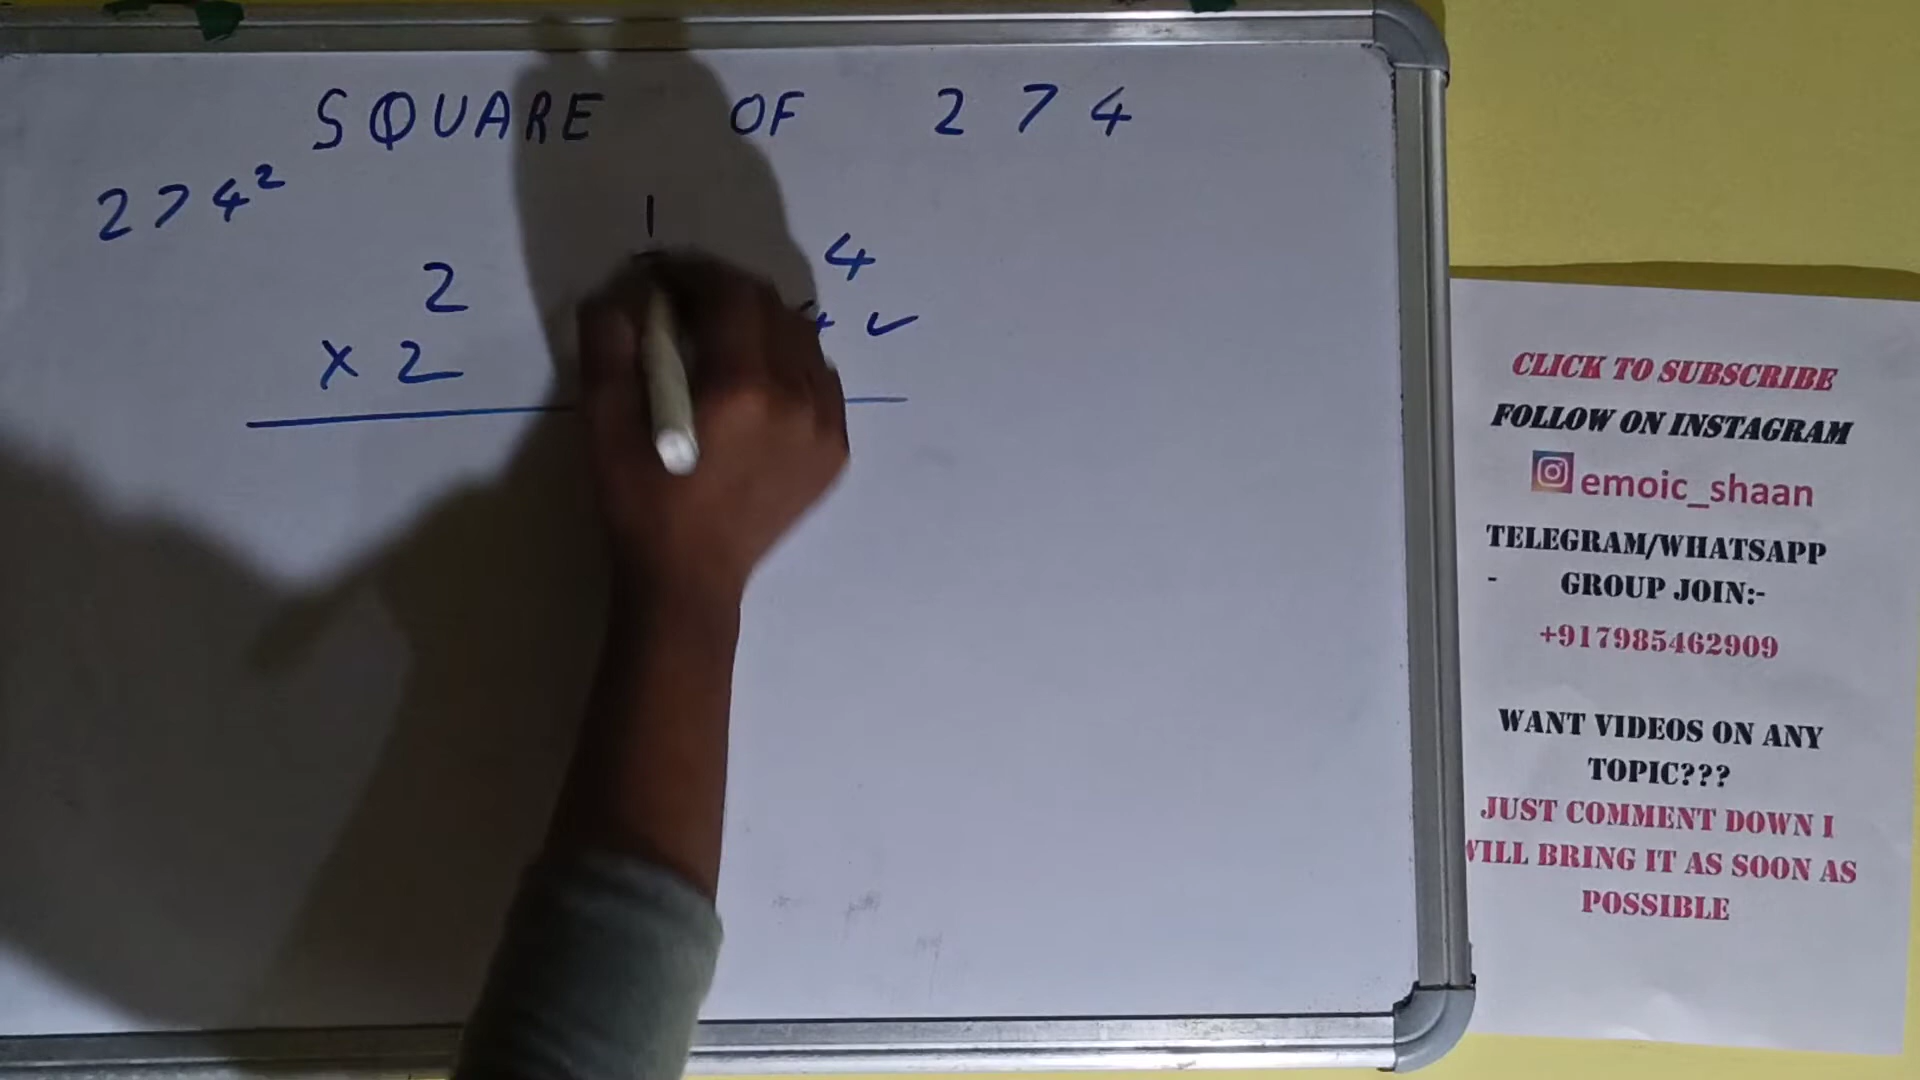 SQUARE OF 274
274²
1
2 4
x 2 ✓
CLICK TO SUBSCRIBE
FOLLOW ON INSTAGRAM
emoic_shaan
TELEGRAM/WHATSAPP
- GROUP JOIN:-
+917985462909
WANT VIDEOS ON ANY
TOPIC???
JUST COMMENT DOWN I
WILL BRING IT AS SOON AS
POSSIBLE